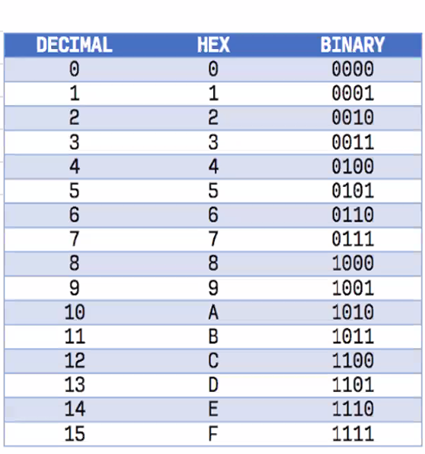 DECIMAL HEX BINARY
0 0 0000
1 1 0001
2 2 0010
3 3 0011
4 4 0100
5 5 0101
6 6 0110
7 7 0111
8 8 1000
9 9 1001
10 A 1010
11 B 1011
12 C 1100
13 D 1101
14 E 1110
15 F 1111